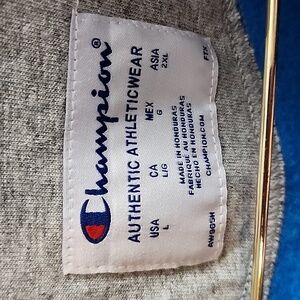 Champion®
AUTHENTIC ATHLETICWEAR
USA CA MEX ASIA
L L/G G 2XL
MADE IN HONDURAS
FABRIQUÉ AU HONDURAS
HECHO EN HONDURAS
CHAMPION.COM
FTX